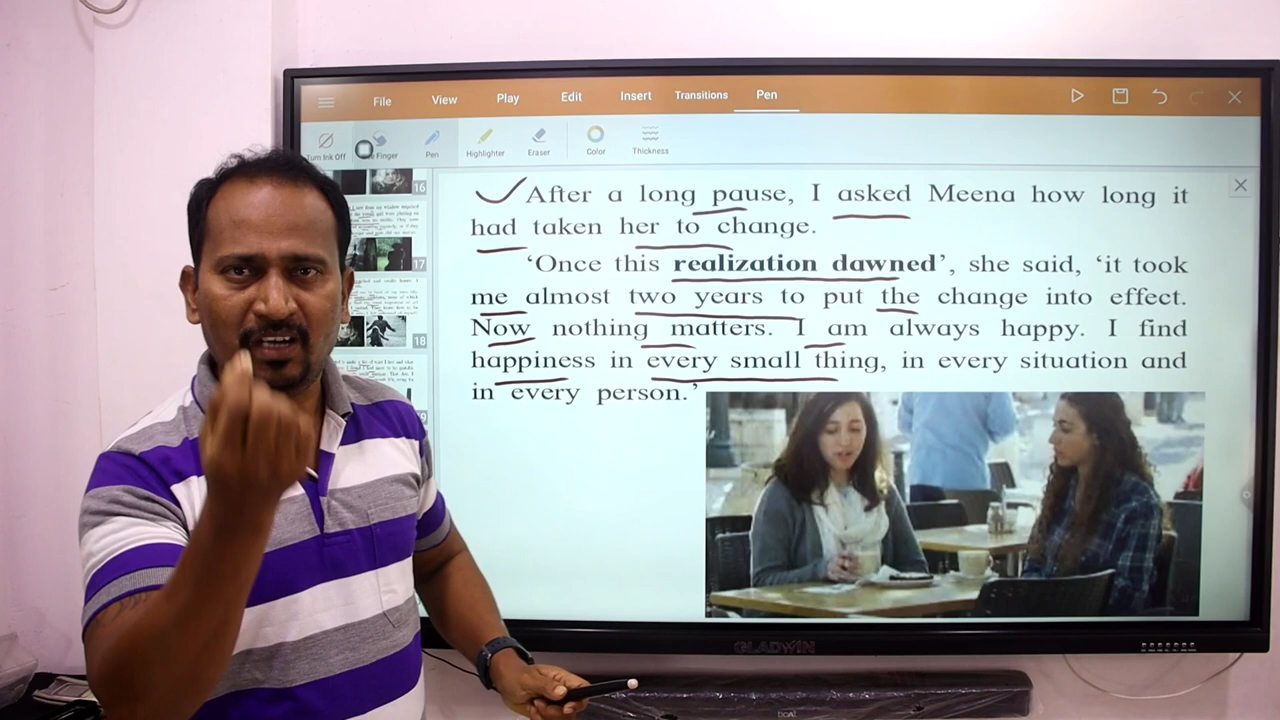 File View Play Edit Insert Transitions Pen
Turn Ink Off Finger Pen Highlighter Eraser Color Thickness
16
17
18
After a long pause, I asked Meena how long it
had taken her to change.
‘Once this realization dawned’, she said, ‘it took
me almost two years to put the change into effect.
Now nothing matters. I am always happy. I find
happiness in every small thing, in every situation and
in every person.’
GLADWIN
boAt